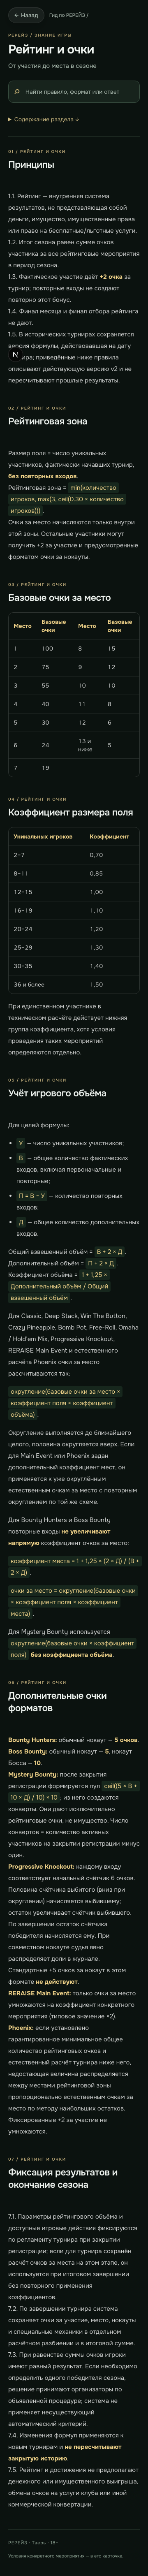 ← Назад
Гид по РЕРЕЙЗ /
РЕРЕЙЗ / ЗНАНИЕ ИГРЫ
Рейтинг и очки
От участия до места в сезоне
Найти правило, формат или ответ
▸ Содержание раздела ↓
01 / РЕЙТИНГ И ОЧКИ
Принципы
1.1. Рейтинг — внутренняя система
результатов, не представляющая собой
деньги, имущество, имущественные права
или право на бесплатные/льготные услуги.
1.2. Итог сезона равен сумме очков
участника за все рейтинговые мероприятия
в период сезона.
1.3. Фактическое участие даёт +2 очка за
турнир; повторные входы не создают
повторно этот бонус.
1.4. Финал месяца и финал отбора рейтинга
не дают.
1.5. В исторических турнирах сохраняется
формула, действовавшая на дату
приведённые ниже правила
описывают действующую версию v2 и не
пересчитывают прошлые результаты.
02 / РЕЙТИНГ И ОЧКИ
Рейтинговая зона
Размер поля = число уникальных
участников, фактически начавших турнир,
без повторных входов.
Рейтинговая зона = min(количество
игроков, max(3, ceil(0,30 × количество
игроков))).
Очки за место начисляются только внутри
этой зоны. Остальные участники могут
получить +2 за участие и предусмотренные
форматом очки за нокауты.
03 / РЕЙТИНГ И ОЧКИ
Базовые очки за место
Место Базовые очки Место Базовые очки
1 100 8 15
2 75 9 12
3 55 10 10
4 40 11 8
5 30 12 6
6 24 13 и ниже 5
7 19
04 / РЕЙТИНГ И ОЧКИ
Коэффициент размера поля
Уникальных игроков Коэффициент
2–7 0,70
8–11 0,85
12–15 1,00
16–19 1,10
20–24 1,20
25–29 1,30
30–35 1,40
36 и более 1,50
При единственном участнике в
техническом расчёте действует нижняя
группа коэффициента, хотя условия
проведения таких мероприятий
определяются отдельно.
05 / РЕЙТИНГ И ОЧКИ
Учёт игрового объёма
Для целей формулы:
• У — число уникальных участников;
• В — общее количество фактических
входов, включая первоначальные и
повторные;
• П = В − У — количество повторных
входов;
• Д — общее количество дополнительных
входов.
Общий взвешенный объём = В + 2 × Д.
Дополнительный объём = П + 2 × Д.
Коэффициент объёма = 1 + 1,25 ×
Дополнительный объём / Общий
взвешенный объём.
Для Classic, Deep Stack, Win The Button,
Crazy Pineapple, Bomb Pot, Free-Roll, Omaha
/ Hold'em Mix, Progressive Knockout,
RERAISE Main Event и естественного
расчёта Phoenix очки за место
рассчитываются так:
округление(базовые очки за место ×
коэффициент поля × коэффициент
объёма).
Округление выполняется до ближайшего
целого, половина округляется вверх. Если
для Main Event или Phoenix задан
дополнительный коэффициент мест, он
применяется к уже округлённым
естественным очкам за место с повторным
округлением по той же схеме.
Для Bounty Hunters и Boss Bounty
повторные входы не увеличивают
напрямую коэффициент очков за место:
коэффициент места = 1 + 1,25 × (2 × Д) / (В +
2 × Д).
очки за место = округление(базовые очки
× коэффициент поля × коэффициент
места).
Для Mystery Bounty используется
округление(базовые очки × коэффициент
поля) без коэффициента объёма.
06 / РЕЙТИНГ И ОЧКИ
Дополнительные очки
форматов
Bounty Hunters: обычный нокаут — 5 очков.
Boss Bounty: обычный нокаут — 5, нокаут
Босса — 10.
Mystery Bounty: после закрытия
регистрации формируется пул ceil([5 × В +
10 × Д) / 10] × 10; из него создаются
конверты. Они дают исключительно
рейтинговые очки, не имущество. Число
конвертов = количество активных
участников на закрытии регистрации минус
один.
Progressive Knockout: каждому входу
соответствует начальный счётчик 6 очков.
Половина счётчика выбитого (вниз при
округлении) начисляется выбившему;
остаток увеличивает счётчик выбившего.
По завершении остаток счётчика
победителя начисляется ему. При
совместном нокауте судья явно
распределяет доли в журнале.
Стандартные +5 очков за нокаут в этом
формате не действуют.
RERAISE Main Event: только очки за место
умножаются на коэффициент конкретного
мероприятия (типовое значение ×2).
Phoenix: если установлено
гарантированное минимальное общее
количество рейтинговых очков и
естественный расчёт турнира ниже него,
недостающая величина распределяется
между местами рейтинговой зоны
пропорционально естественным очкам за
место по методу наибольших остатков.
Фиксированные +2 за участие не
умножаются.
07 / РЕЙТИНГ И ОЧКИ
Фиксация результатов и
окончание сезона
7.1. Параметры рейтингового объёма и
доступные игровые действия фиксируются
по регламенту турнира при закрытии
регистрации; если для турнира сохранён
расчёт очков за места на этом этапе, он
используется при итоговом завершении
без повторного применения
коэффициентов.
7.2. По завершении турнира система
сохраняет очки за участие, место, нокауты
и специальные механики в отдельном
расчётном разбиении и в итоговой сумме.
7.3. При равенстве суммы очков игроки
имеют равный результат. Если необходимо
определить одного победителя сезона,
решение принимают организаторы по
объявленной процедуре; система не
применяет несуществующий
автоматический критерий.
7.4. Изменения формул применяются к
новым турнирам и не пересчитывают
закрытую историю.
7.5. Рейтинг и достижения не предполагают
денежного или имущественного выигрыша,
обмена очков на услуги клуба или иной
коммерческой конвертации.
РЕРЕЙЗ · Тверь · 18+
Условия конкретного мероприятия — в его карточке.